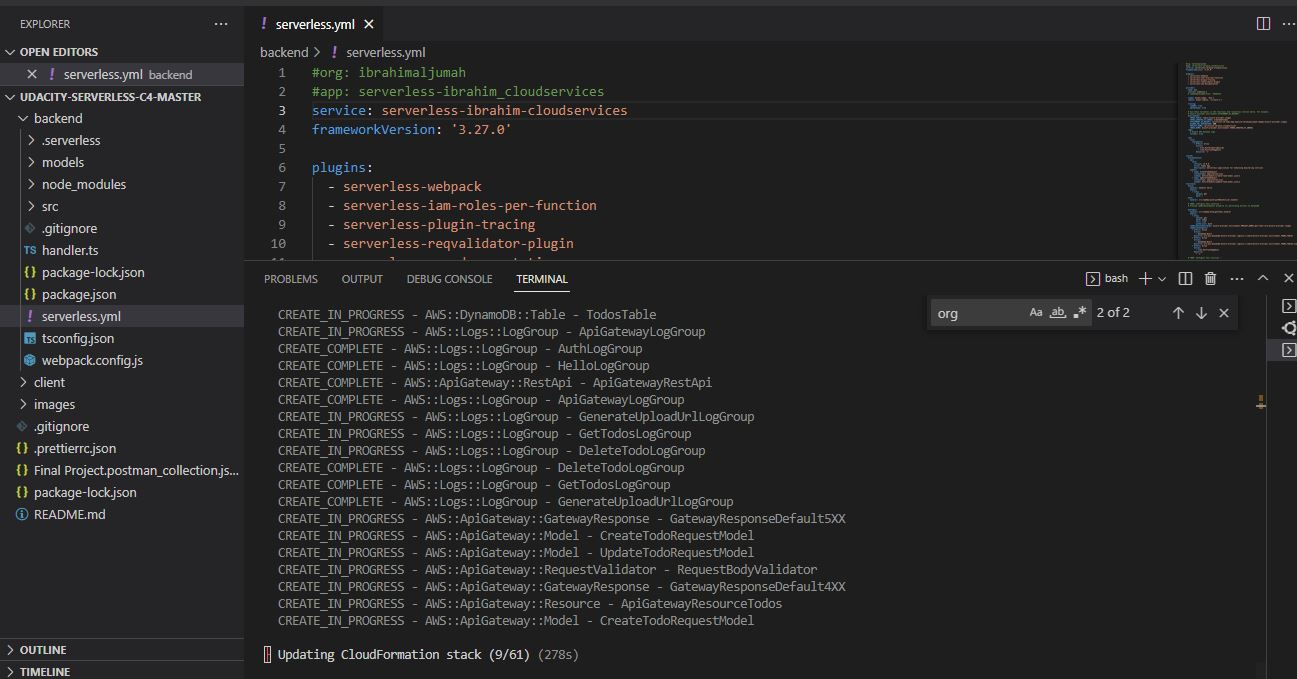 EXPLORER
OPEN EDITORS
serverless.yml backend
UDACITY-SERVERLESS-C4-MASTER
backend
.serverless
models
node_modules
src
.gitignore
TS handler.ts
{} package-lock.json
{} package.json
! serverless.yml
TS tsconfig.json
webpack.config.js
client
images
.gitignore
{} .prettierrc.json
{} Final Project.postman_collection.js...
{} package-lock.json
README.md
OUTLINE
TIMELINE
! serverless.yml
backend > ! serverless.yml
1 #org: ibrahimaljumah
2 #app: serverless-ibrahim_cloudservices
3 service: serverless-ibrahim-cloudservices
4 frameworkVersion: '3.27.0'
5
6 plugins:
7 - serverless-webpack
8 - serverless-iam-roles-per-function
9 - serverless-plugin-tracing
10 - serverless-reqvalidator-plugin
PROBLEMS OUTPUT DEBUG CONSOLE TERMINAL
bash
org Aa ab .* 2 of 2
CREATE_IN_PROGRESS - AWS::DynamoDB::Table - TodosTable
CREATE_IN_PROGRESS - AWS::Logs::LogGroup - ApiGatewayLogGroup
CREATE_COMPLETE - AWS::Logs::LogGroup - AuthLogGroup
CREATE_COMPLETE - AWS::Logs::LogGroup - HelloLogGroup
CREATE_COMPLETE - AWS::ApiGateway::RestApi - ApiGatewayRestApi
CREATE_COMPLETE - AWS::Logs::LogGroup - ApiGatewayLogGroup
CREATE_IN_PROGRESS - AWS::Logs::LogGroup - GenerateUploadUrlLogGroup
CREATE_IN_PROGRESS - AWS::Logs::LogGroup - GetTodosLogGroup
CREATE_IN_PROGRESS - AWS::Logs::LogGroup - DeleteTodoLogGroup
CREATE_COMPLETE - AWS::Logs::LogGroup - DeleteTodoLogGroup
CREATE_COMPLETE - AWS::Logs::LogGroup - GetTodosLogGroup
CREATE_COMPLETE - AWS::Logs::LogGroup - GenerateUploadUrlLogGroup
CREATE_IN_PROGRESS - AWS::ApiGateway::GatewayResponse - GatewayResponseDefault5XX
CREATE_IN_PROGRESS - AWS::ApiGateway::Model - CreateTodoRequestModel
CREATE_IN_PROGRESS - AWS::ApiGateway::Model - UpdateTodoRequestModel
CREATE_IN_PROGRESS - AWS::ApiGateway::RequestValidator - RequestBodyValidator
CREATE_IN_PROGRESS - AWS::ApiGateway::GatewayResponse - GatewayResponseDefault4XX
CREATE_IN_PROGRESS - AWS::ApiGateway::Resource - ApiGatewayResourceTodos
CREATE_IN_PROGRESS - AWS::ApiGateway::Model - CreateTodoRequestModel
Updating CloudFormation stack (9/61) (278s)